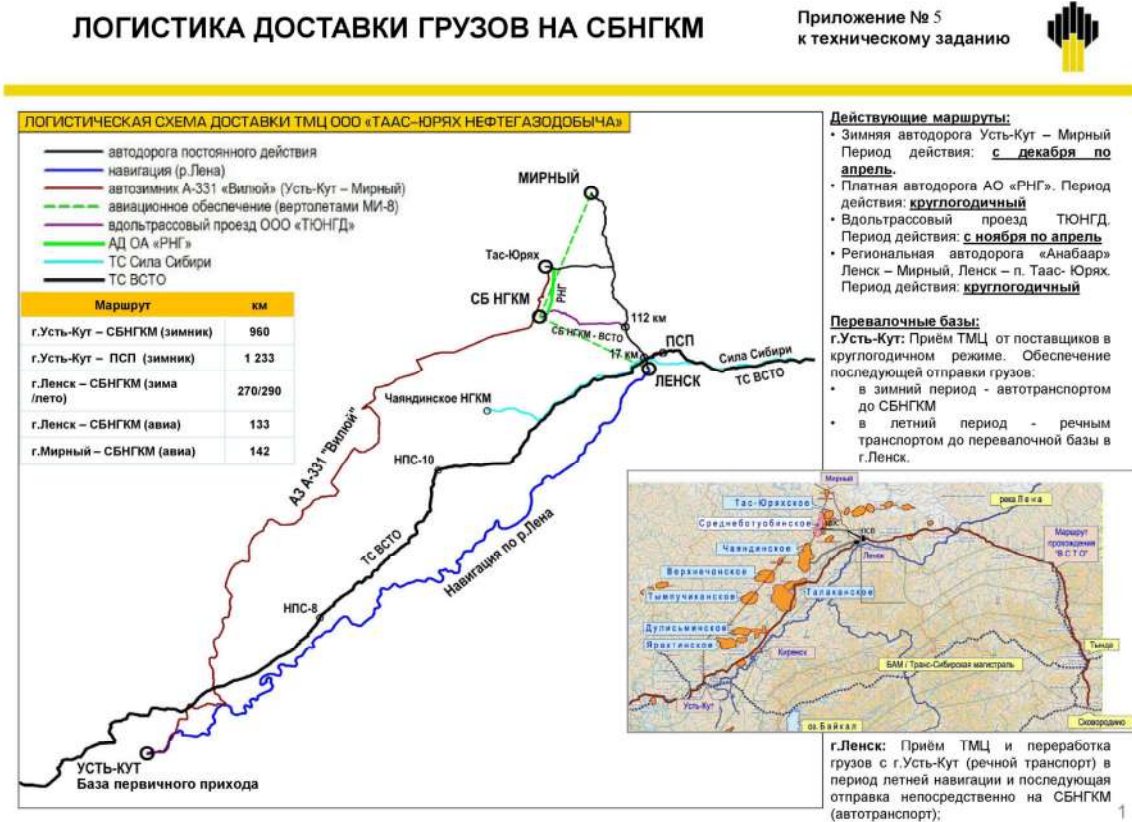 ЛОГИСТИКА ДОСТАВКИ ГРУЗОВ НА СБНГКМ
Приложение № 5
к техническому заданию
ЛОГИСТИЧЕСКАЯ СХЕМА ДОСТАВКИ ТМЦ ООО «ТААС–ЮРЯХ НЕФТЕГАЗОДОБЫЧА»
автодорога постоянного действия
навигация (р.Лена)
автозимник А-331 «Вилюй» (Усть-Кут – Мирный)
авиационное обеспечение (вертолетами МИ-8)
вдольтрассовый проезд ООО «ТЮНГД»
АД ОА «РНГ»
ТС Сила Сибири
ТС ВСТО
Маршрут км
г.Усть-Кут – СБНГКМ (зимник) 960
г.Усть-Кут – ПСП (зимник) 1 233
г.Ленск – СБНГКМ (зима
/лето) 270/290
г.Ленск – СБНГКМ (авиа) 133
г.Мирный – СБНГКМ (авиа) 142
МИРНЫЙ
Тас-Юрях
СБ НГКМ
РНГ
112 км
СБ НГКМ - ВСТО
17 км
ПСП
ЛЕНСК
Сила Сибири
ТС ВСТО
Чаяндинское НГКМ
АЗ А-331 "Вилюй"
НПС-10
ТС ВСТО
Навигация по р.Лена
НПС-8
УСТЬ-КУТ
База первичного прихода
Действующие маршруты:
• Зимняя автодорога Усть-Кут – Мирный
Период действия: с декабря по
апрель.
• Платная автодорога АО «РНГ». Период
действия: круглогодичный
• Вдольтрассовый проезд ТЮНГД.
Период действия: с ноября по апрель
• Региональная автодорога «Анабаар»
Ленск – Мирный, Ленск – п. Таас- Юрях.
Период действия: круглогодичный
Перевалочные базы:
г.Усть-Кут: Приём ТМЦ от поставщиков в
круглогодичном режиме. Обеспечение
последующей отправки грузов:
• в зимний период - автотранспортом
до СБНГКМ
• в летний период - речным
транспортом до перевалочной базы в
г.Ленск.
Мирный
Тас-Юряхское
Среднеботуобинское
река Лена
ПСП
Ленск
Маршрут
прохождения
"ВСТО"
Чаяндинское
Верхнечонское
Тымпучиканское
Талаканское
Дулисьминское
Ярактинское
Киренск
Усть-Кут
БАМ / Транс-Сибирская магистраль
Тында
оз. Байкал
Сковородино
г.Ленск: Приём ТМЦ и переработка
грузов с г.Усть-Кут (речной транспорт) в
период летней навигации и последующая
отправка непосредственно на СБНГКМ
(автотранспорт);
1